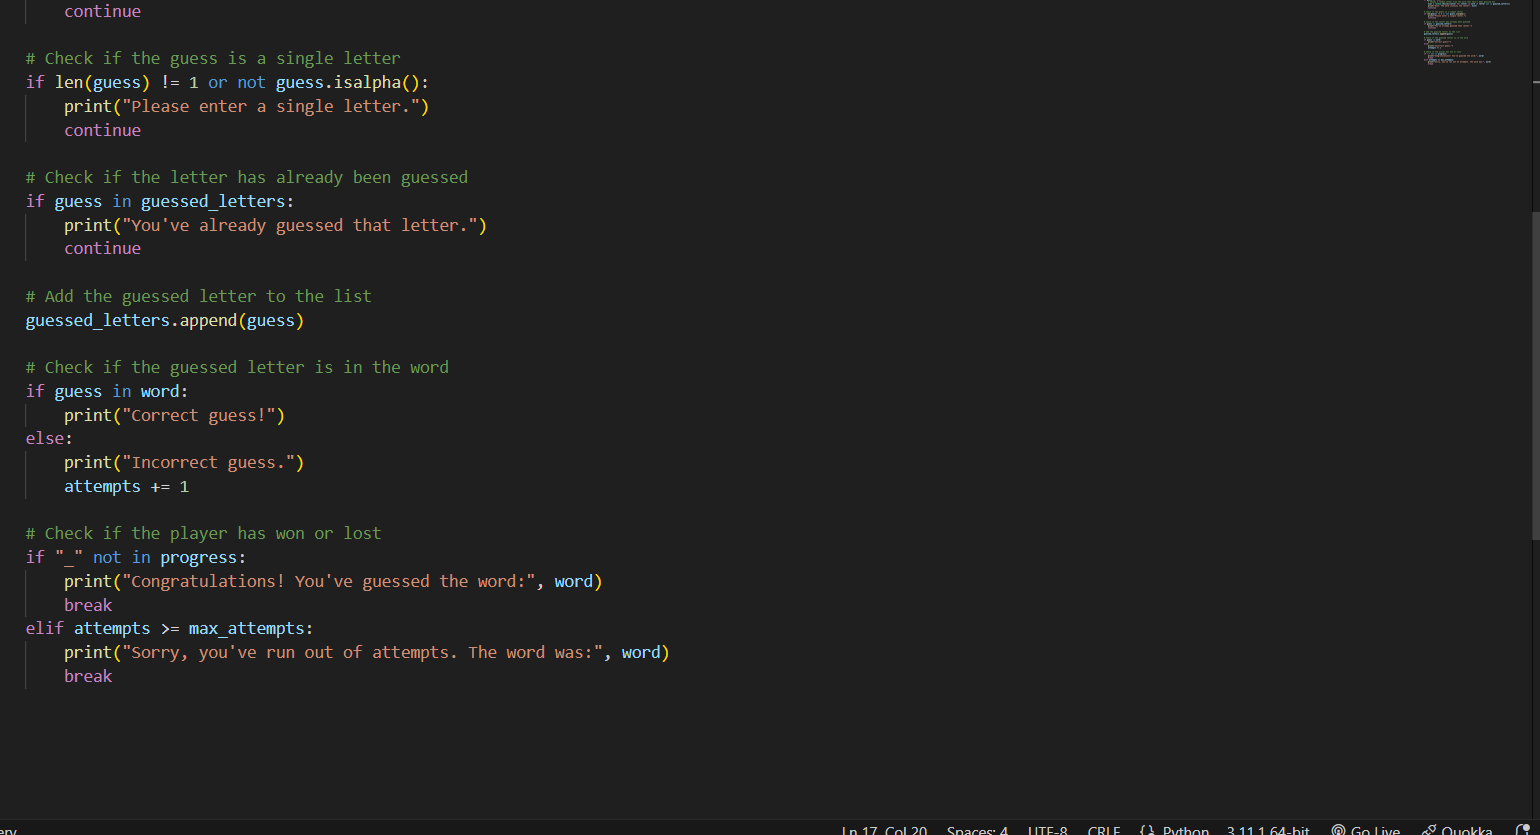 continue
# Check if the guess is a single letter
if len(guess) != 1 or not guess.isalpha():
print("Please enter a single letter.")
continue
# Check if the letter has already been guessed
if guess in guessed_letters:
print("You've already guessed that letter.")
continue
# Add the guessed letter to the list
guessed_letters.append(guess)
# Check if the guessed letter is in the word
if guess in word:
print("Correct guess!")
else:
print("Incorrect guess.")
attempts += 1
# Check if the player has won or lost
if "_" not in progress:
print("Congratulations! You've guessed the word:", word)
break
elif attempts >= max_attempts:
print("Sorry, you've run out of attempts. The word was:", word)
break
ery Ln 17, Col 20 Spaces: 4 UTF-8 CRLF {} Python 3.11.1 64-bit Go Live Quokka